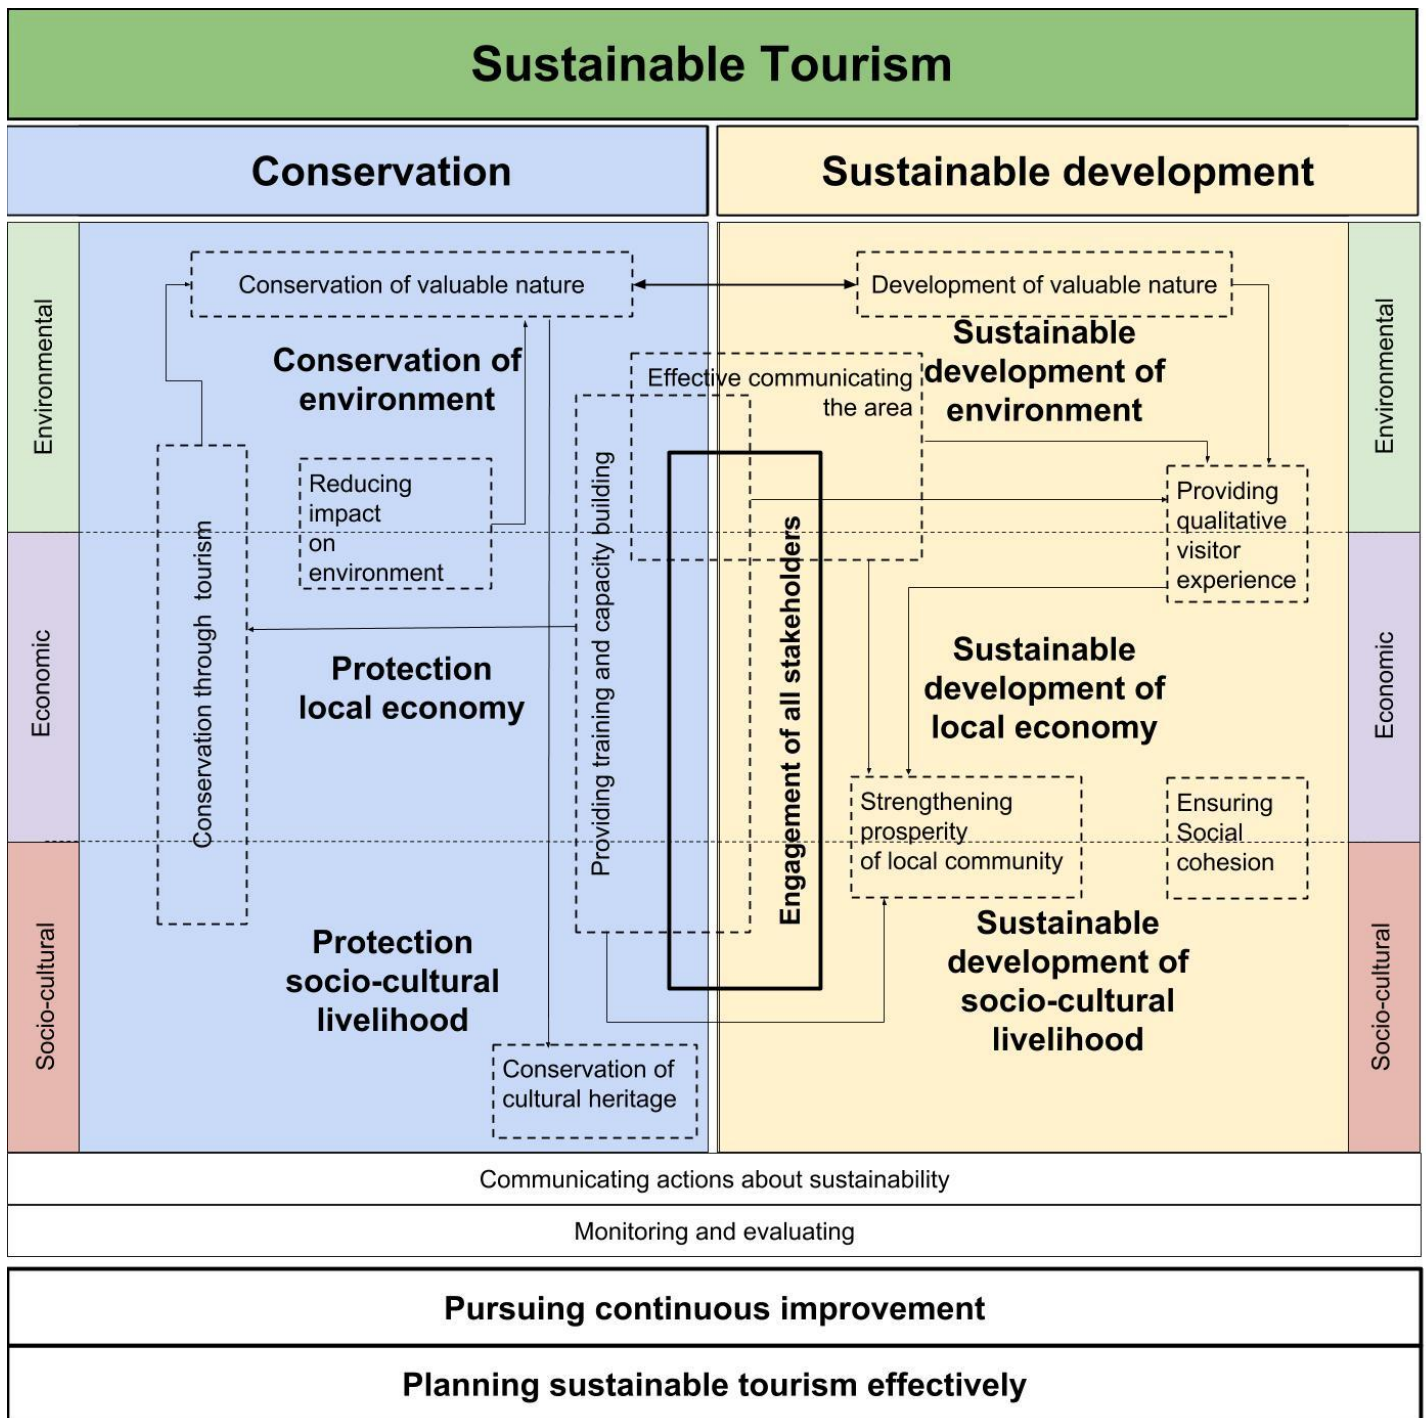 Sustainable Tourism
Conservation
Sustainable development
Environmental
Economic
Socio-cultural
Conservation of valuable nature
Conservation of
environment
Reducing
impact
on
environment
Conservation through tourism
Protection
local economy
Providing training and capacity building
Protection
socio-cultural
livelihood
Conservation of
cultural heritage
Effective communicating
the area
Engagement of all stakeholders
Development of valuable nature
Sustainable
development of
environment
Providing
qualitative
visitor
experience
Sustainable
development of
local economy
Strengthening
prosperity
of local community
Ensuring
Social
cohesion
Sustainable
development of
socio-cultural
livelihood
Environmental
Economic
Socio-cultural
Communicating actions about sustainability
Monitoring and evaluating
Pursuing continuous improvement
Planning sustainable tourism effectively